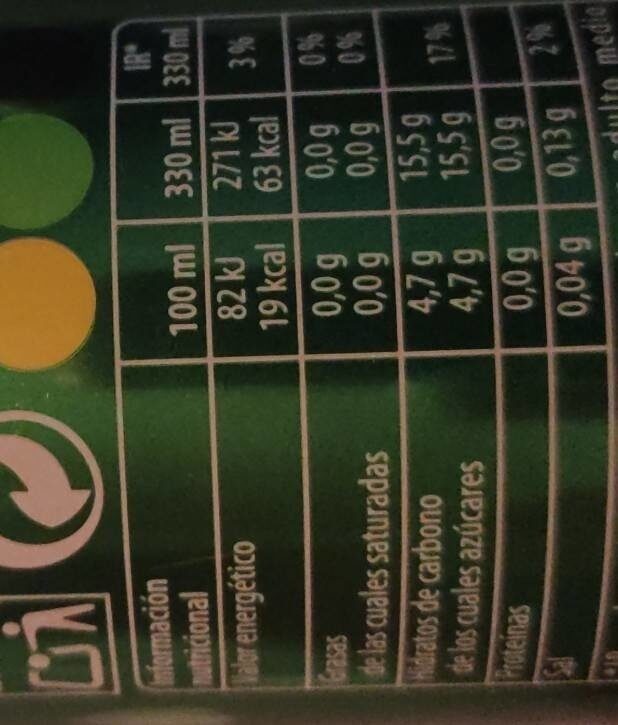 Información nutricional 100 ml 330 ml IR* 330 ml
Valor energético 82 kJ 271 kJ 3 %
19 kcal 63 kcal
Grasas 0,0 g 0,0 g 0 %
de las cuales saturadas 0,0 g 0,0 g 0 %
Hidratos de carbono 4,7 g 15,5 g
de los cuales azúcares 4,7 g 15,5 g 17 %
Proteínas 0,0 g 0,0 g
Sal 0,04 g 0,13 g 2 %
adulto medio